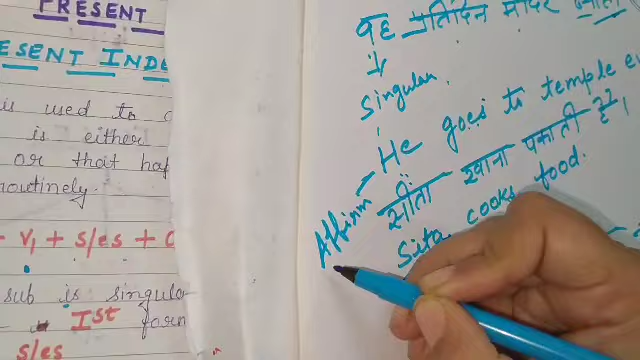 PRESENT
ESENT INDE
is used to
is either
or that hap
routinely.
+ V1 + s/es +
sub is singula
Ist form
s/es
वह प्रतिदिन मंदिर
Singular
He goes to temple e
सीता खाना पकाती है।
Sita cooks food.
Affirm